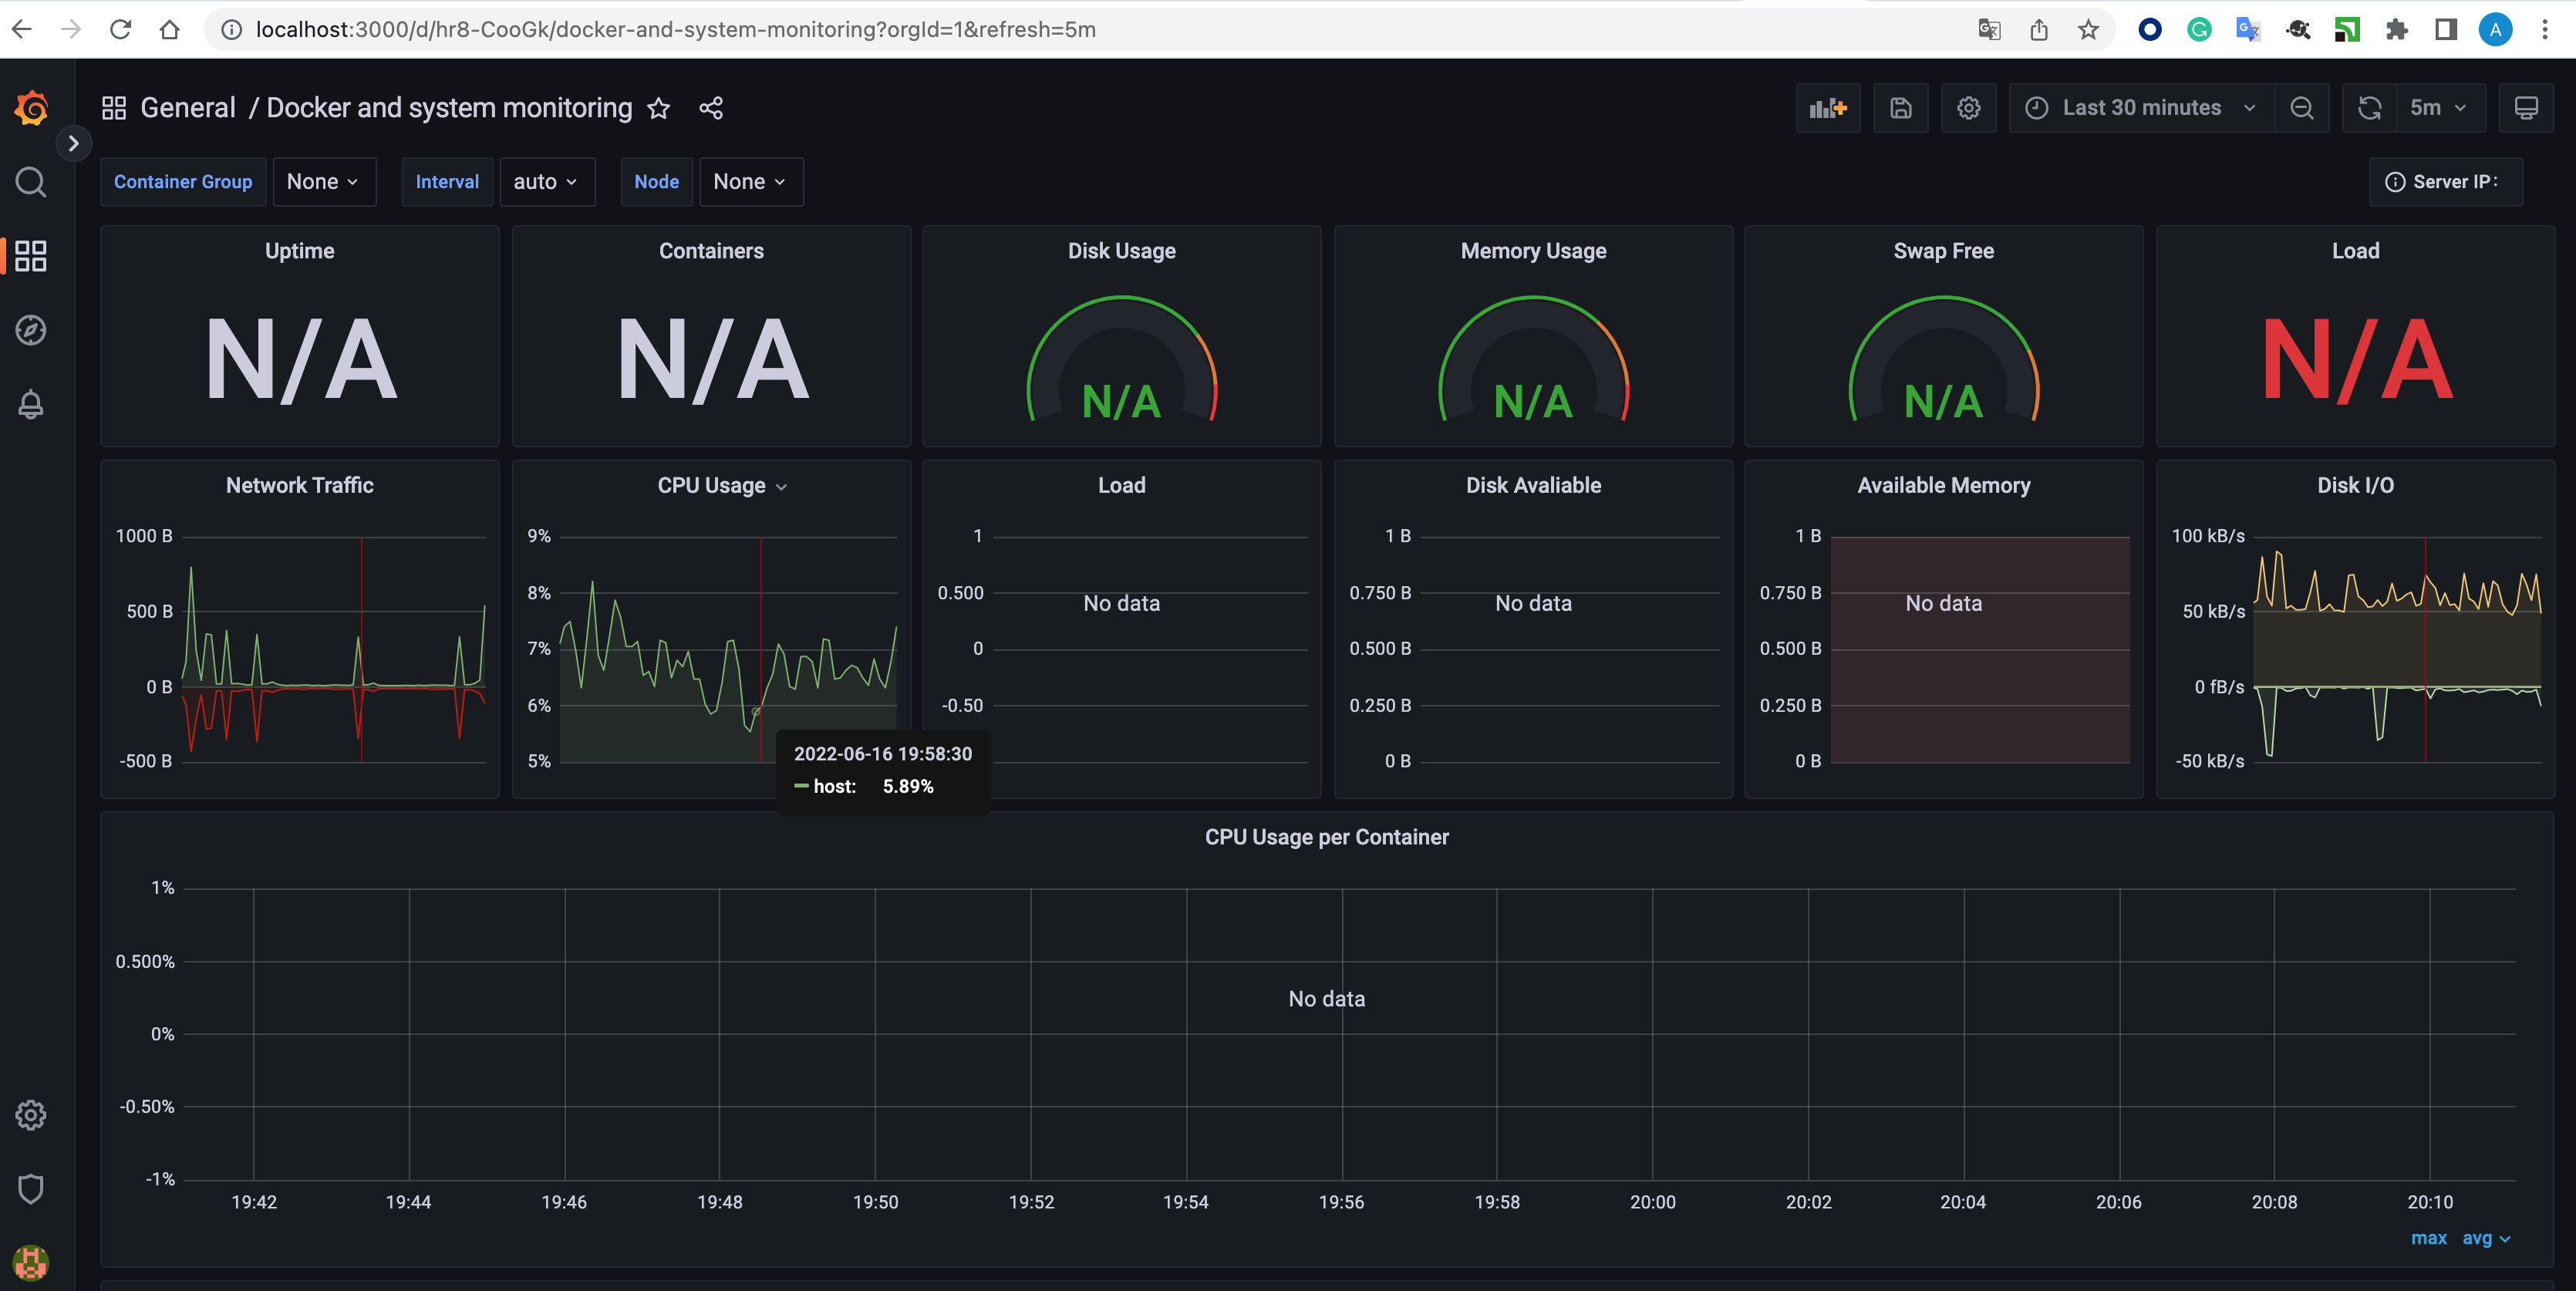 localhost:3000/d/hr8-CooGk/docker-and-system-monitoring?orgId=1&refresh=5m
A
General / Docker and system monitoring
Last 30 minutes
5m
Container Group None Interval auto Node None
Server IP:
Uptime
N/A
Containers
N/A
Disk Usage
N/A
Memory Usage
N/A
Swap Free
N/A
Load
N/A
Network Traffic
1000 B
500 B
0 B
-500 B
CPU Usage
9%
8%
7%
6%
5%
2022-06-16 19:58:30
host: 5.89%
Load
1
0.500
0
-0.50
No data
Disk Avaliable
1 B
0.750 B
0.500 B
0.250 B
0 B
No data
Available Memory
1 B
0.750 B
0.500 B
0.250 B
0 B
No data
Disk I/O
100 kB/s
50 kB/s
0 fB/s
-50 kB/s
CPU Usage per Container
1%
0.500%
0%
-0.50%
-1%
No data
19:42 19:44 19:46 19:48 19:50 19:52 19:54 19:56 19:58 20:00 20:02 20:04 20:06 20:08 20:10
max avg